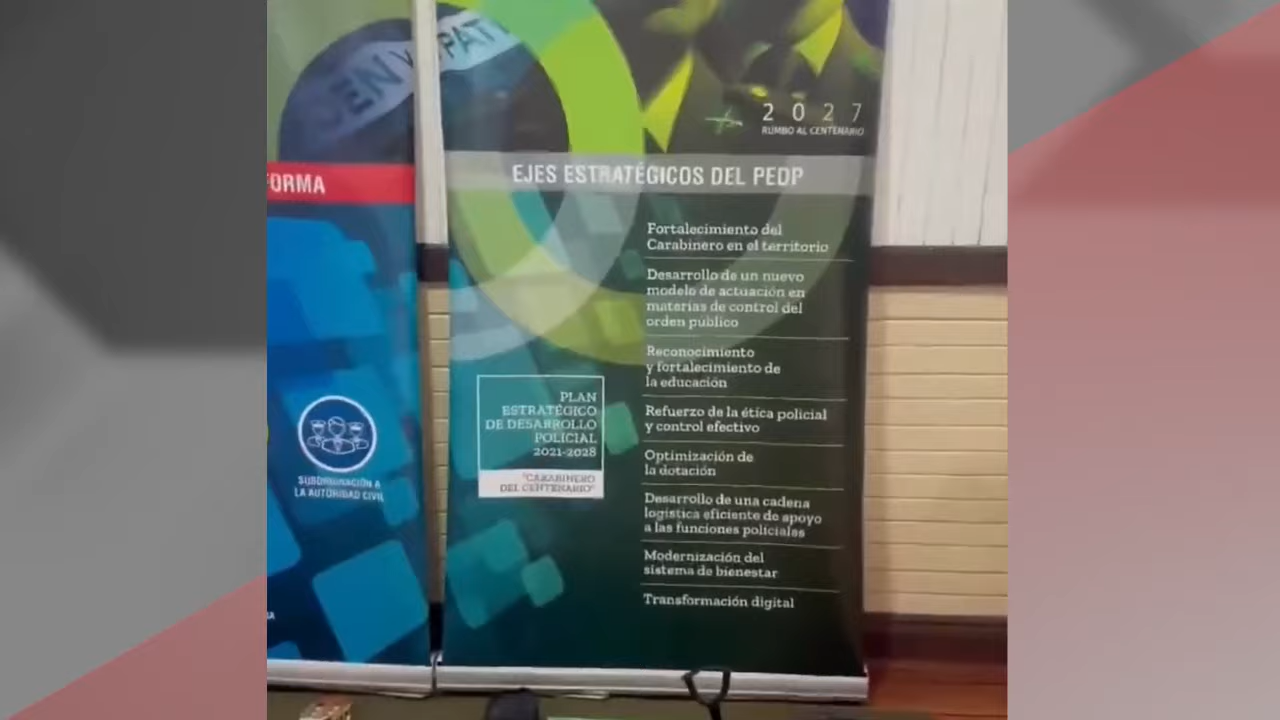 DEN Y PAT
2027
RUMBO AL CENTENARIO
ORMA
EJES ESTRATÉGICOS DEL PEDP
Fortalecimiento del
Carabinero en el territorio
Desarrollo de un nuevo
modelo de actuación en
materias de control del
orden público
Reconocimiento
y fortalecimiento de
la educación
Refuerzo de la ética policial
y control efectivo
Optimización de
la dotación
Desarrollo de una cadena
logística eficiente de apoyo
a las funciones policiales
Modernización del
sistema de bienestar
Transformación digital
PLAN
ESTRATÉGICO
DE DESARROLLO
POLICIAL
2021-2028
"CARABINERO
DEL CENTENARIO"
SUBORDINACIÓN A
LA AUTORIDAD CIVIL